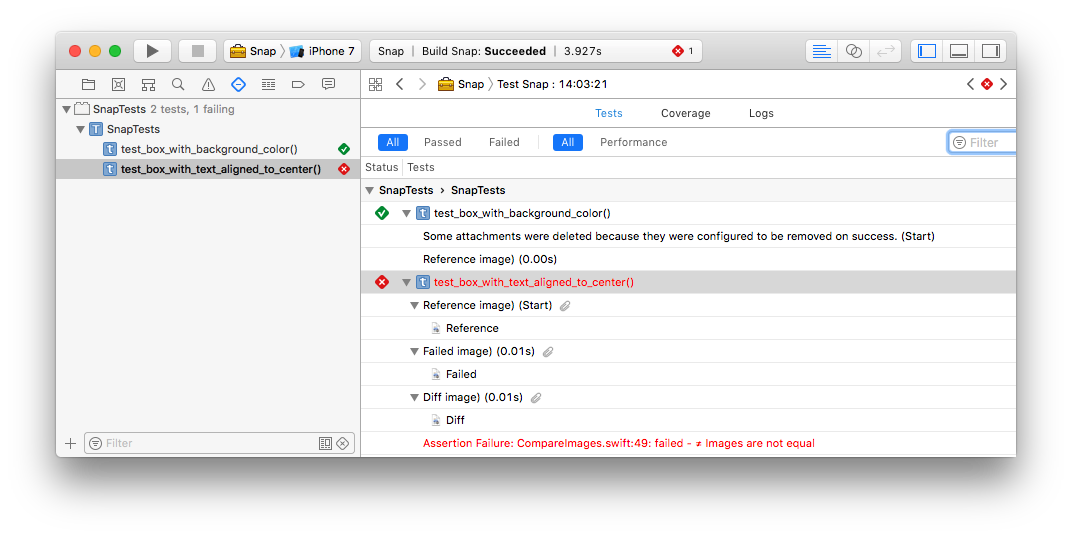 Snap 〉 iPhone 7
Snap | Build Snap: Succeeded | 3.927s
1
SnapTests 2 tests, 1 failing
T SnapTests
t test_box_with_background_color()
t test_box_with_text_aligned_to_center()
Filter
Snap 〉 Test Snap : 14:03:21
Tests Coverage Logs
All Passed Failed All Performance
Filter
Status Tests
SnapTests › SnapTests
t test_box_with_background_color()
Some attachments were deleted because they were configured to be removed on success. (Start)
Reference image) (0.00s)
t test_box_with_text_aligned_to_center()
Reference image) (Start)
Reference
Failed image) (0.01s)
Failed
Diff image) (0.01s)
Diff
Assertion Failure: CompareImages.swift:49: failed - ≠ Images are not equal